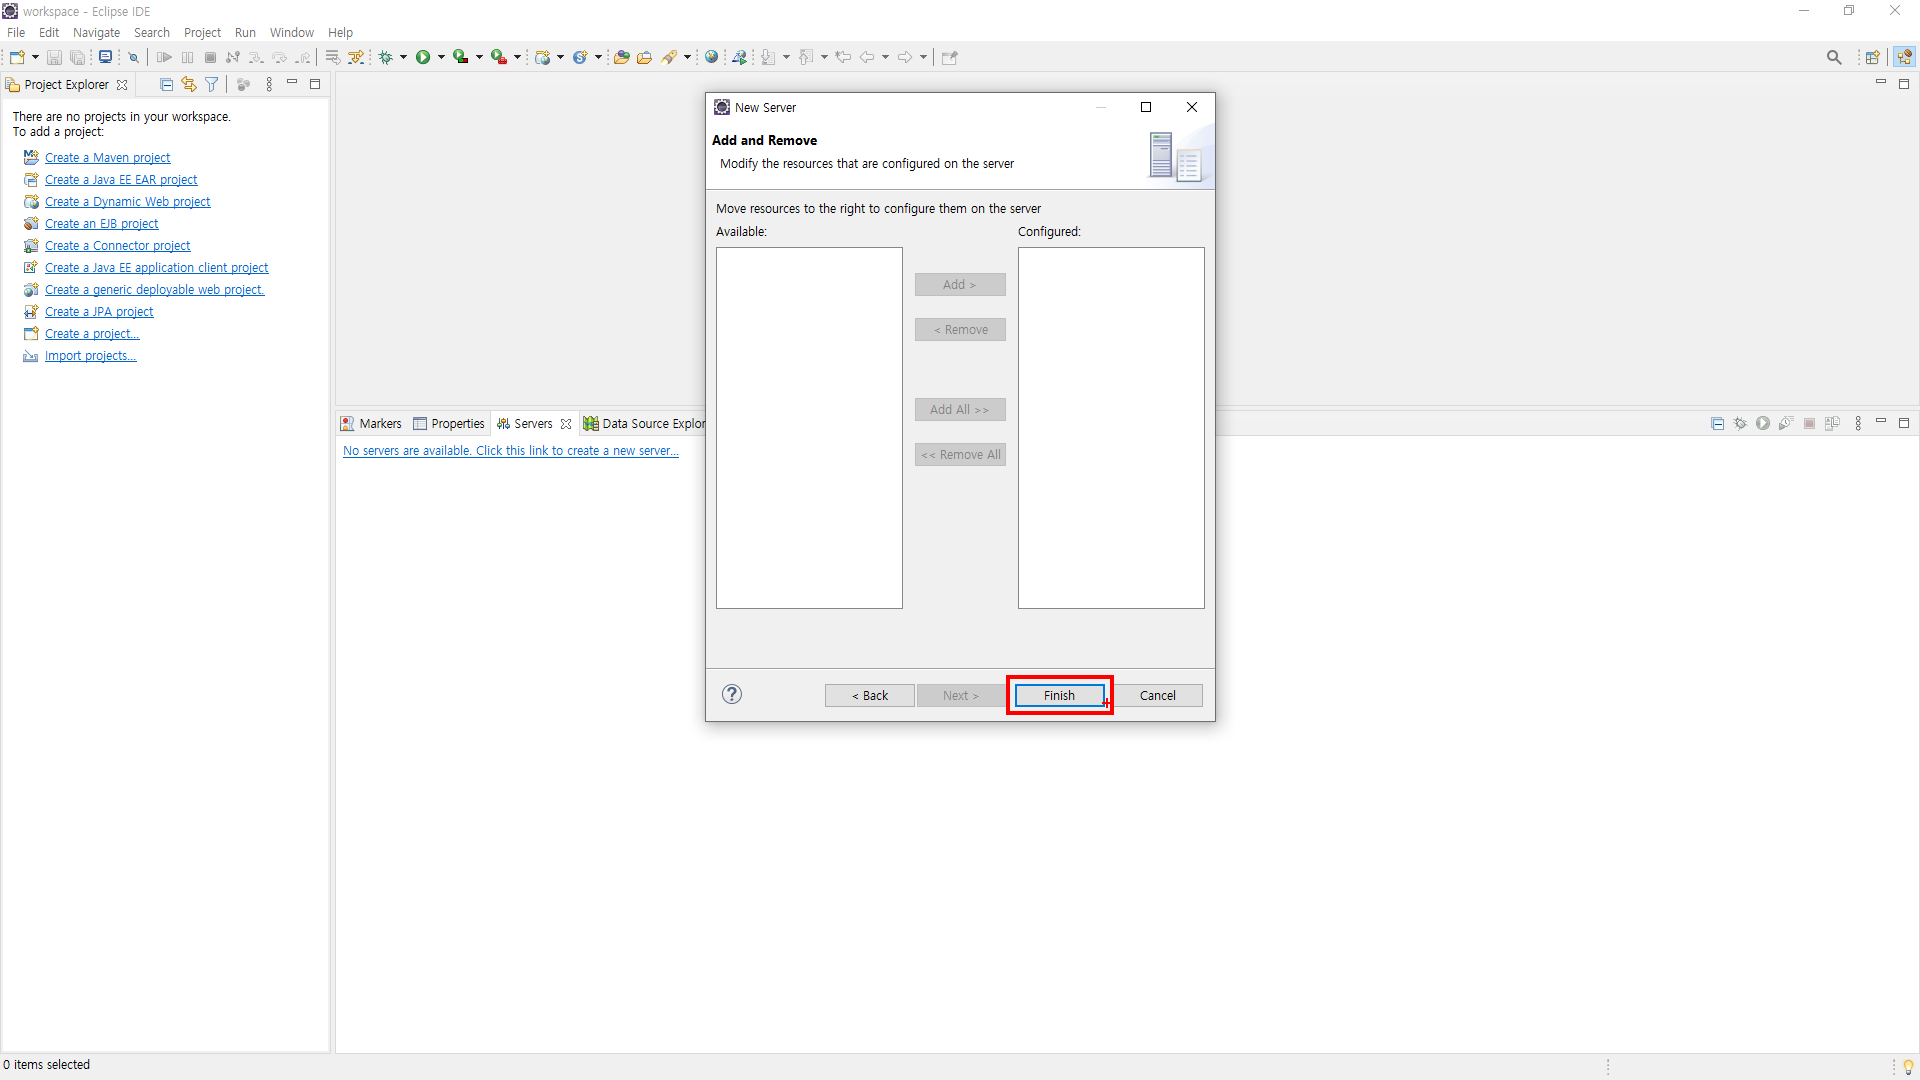 workspace - Eclipse IDE
File Edit Navigate Search Project Run Window Help
Project Explorer
There are no projects in your workspace.
To add a project:
Create a Maven project
Create a Java EE EAR project
Create a Dynamic Web project
Create an EJB project
Create a Connector project
Create a Java EE application client project
Create a generic deployable web project.
Create a JPA project
Create a project...
Import projects...
New Server
Add and Remove
Modify the resources that are configured on the server
Move resources to the right to configure them on the server
Available: Configured:
Add >
< Remove
Add All >>
<< Remove All
< Back Next > Finish Cancel
Markers Properties Servers Data Source Explor
No servers are available. Click this link to create a new server...
0 items selected